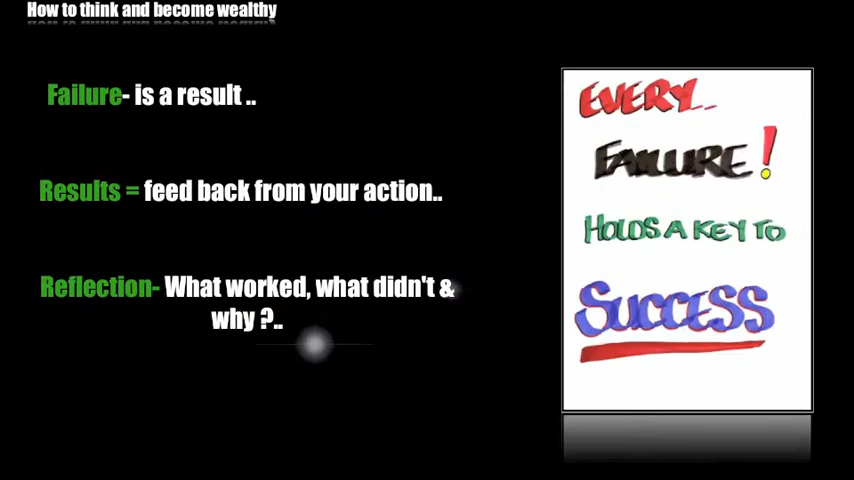 How to think and become wealthy
Failure- is a result ..
Results = feed back from your action..
Reflection- What worked, what didn't &
why ?..
EVERY..
FAILURE!
HOLDS A KEY TO
SUCCESS